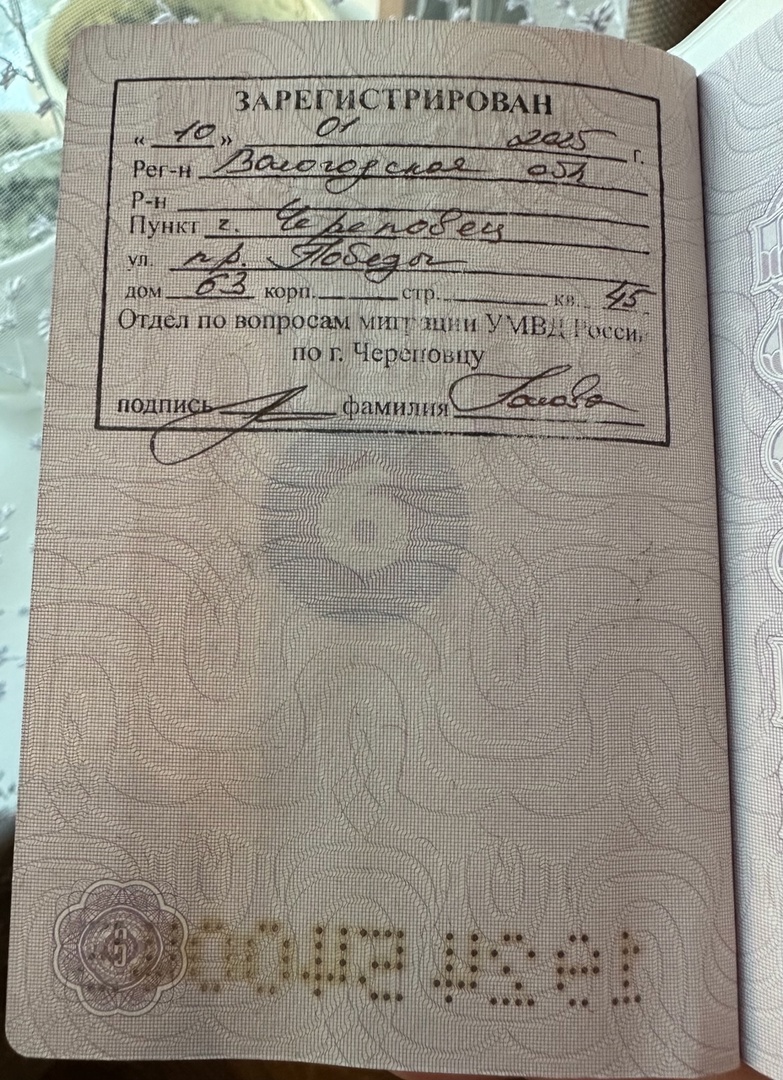 ЗАРЕГИСТРИРОВАН
« 10 » 01 2025 г.
Рег-н Вологодская обл
Р-н
Пункт г. Череповец
ул. пр. Победы
дом 63 корп. стр. кв. 45
Отдел по вопросам миграции УМВД России
по г. Череповцу
подпись фамилия